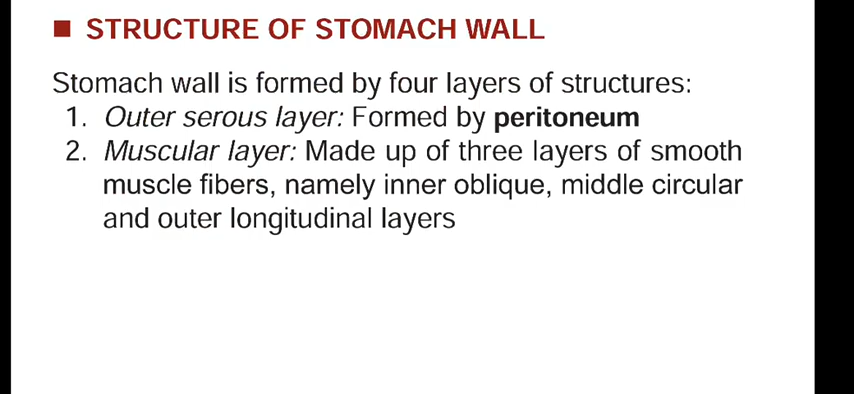 ■ STRUCTURE OF STOMACH WALL
Stomach wall is formed by four layers of structures:
1. Outer serous layer: Formed by peritoneum
2. Muscular layer: Made up of three layers of smooth
muscle fibers, namely inner oblique, middle circular
and outer longitudinal layers